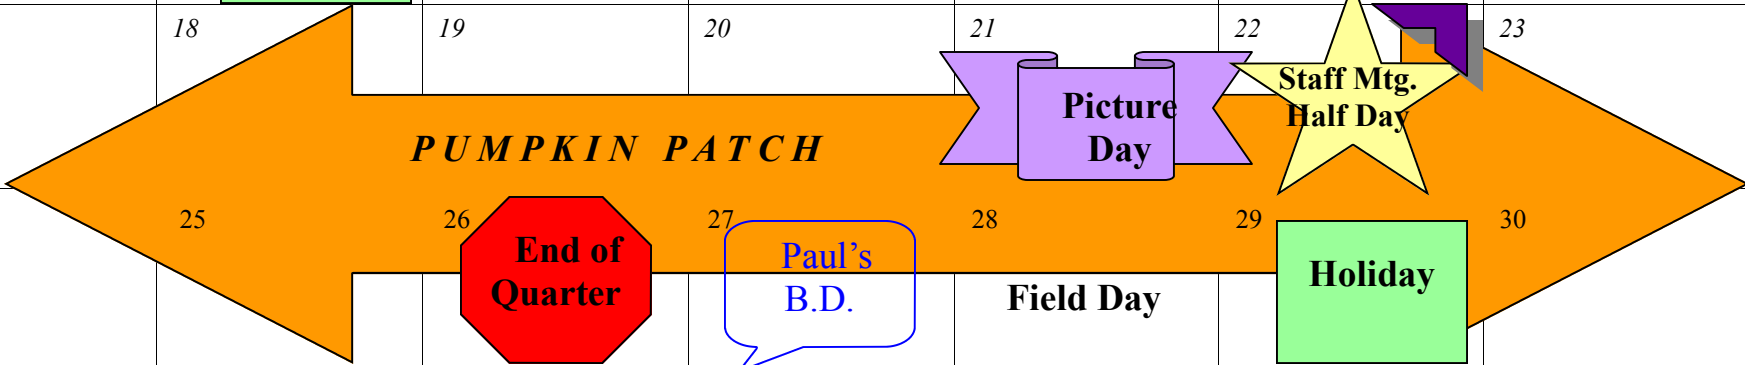 18 19 20 21 22 23
Staff Mtg.
Half Day
Picture
Day
PUMPKIN PATCH
25 26 27 28 29 30
End of
Quarter
Paul’s
B.D.
Field Day
Holiday